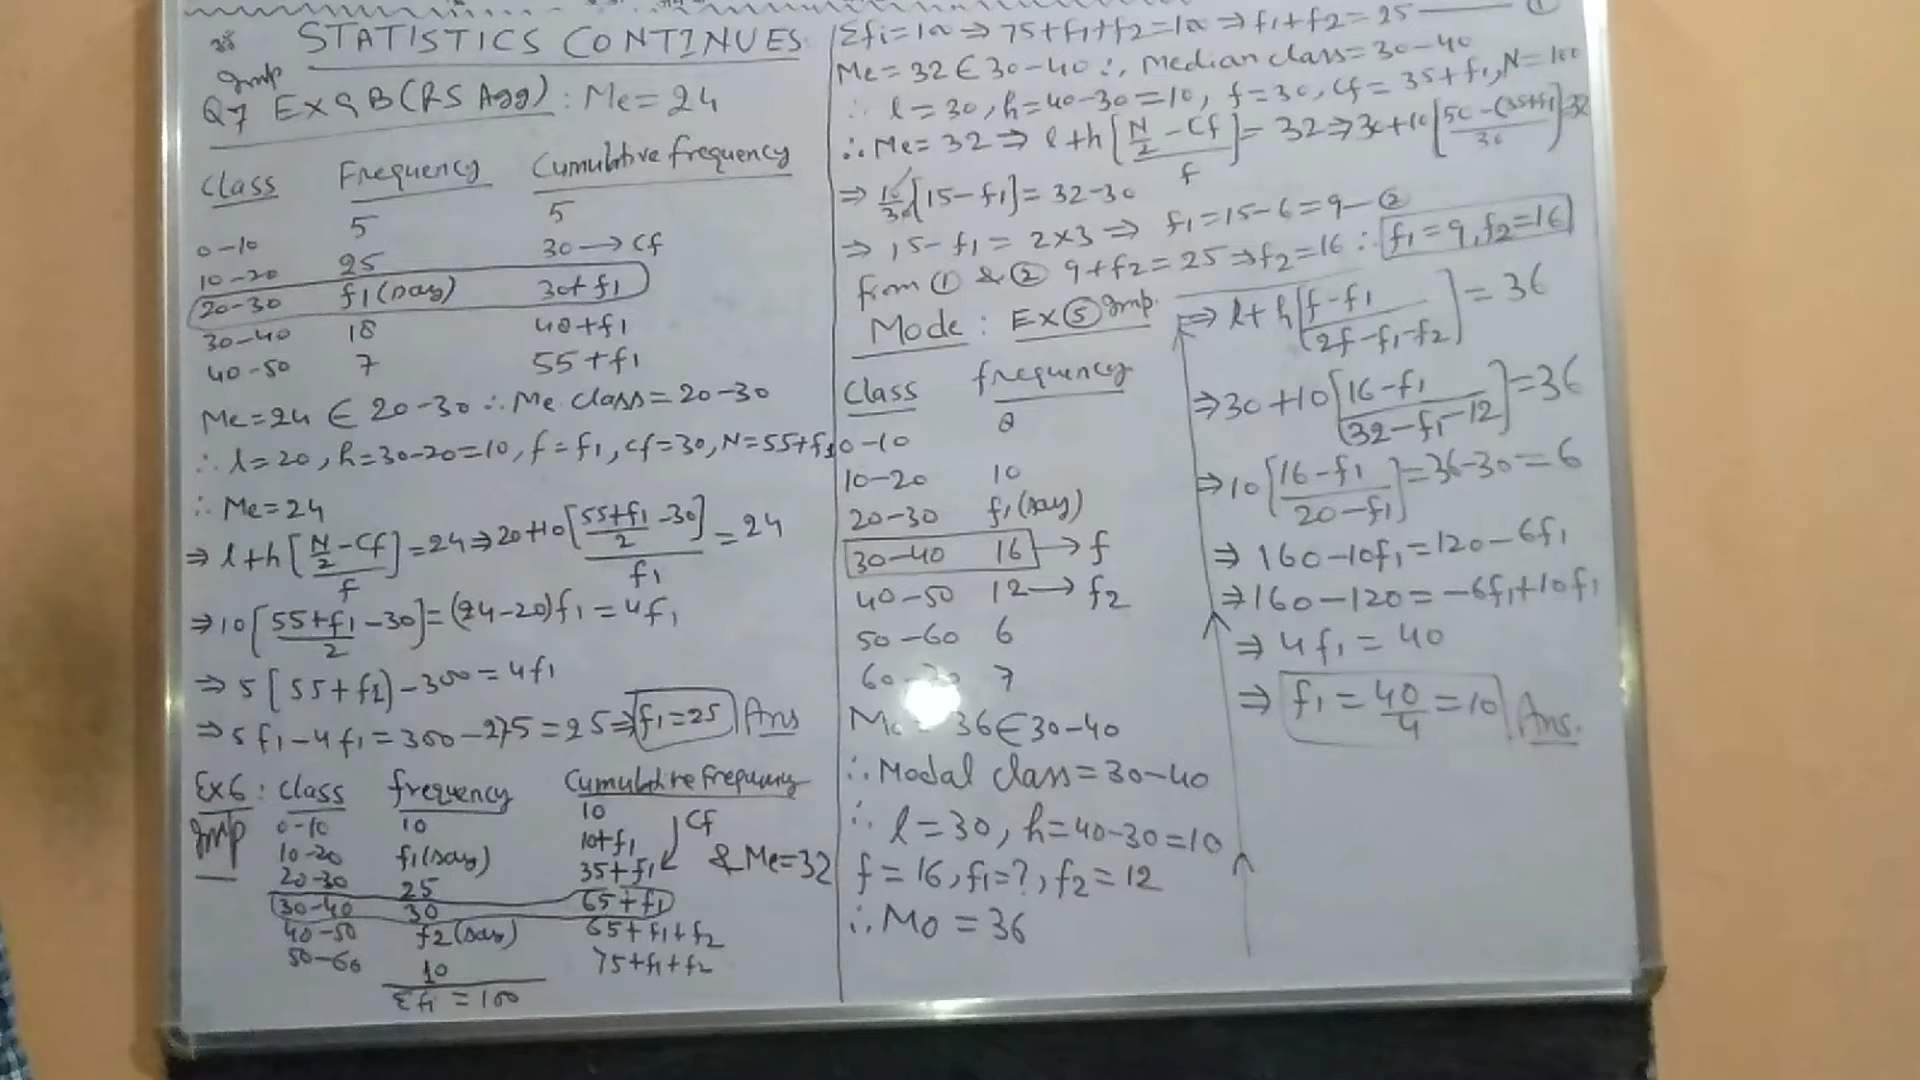 STATISTICS CONTINUES
Imp
Q7 EX 9B (RS Agg) : Me = 24
Class Frequency Cumulative frequency
0-10 5 5
10-20 25 30 → Cf
20-30 f1(say) 30+f1
30-40 18 48+f1
40-50 7 55+f1
Me = 24 ∈ 20-30 ∴ Me. class = 20-30
∴ l = 20, h = 30-20 = 10, f = f1, cf = 30, N = 55+f1
∴ Me = 24
⇒ l+h[N/2 - Cf / f] = 24 ⇒ 20+10[55+f1/2 - 30] / f1 = 24
⇒ 10[55+f1/2 - 30] = (24-20)f1 = 4f1
⇒ 5[55+f1] - 300 = 4f1
⇒ 5f1 - 4f1 = 300 - 275 = 25 ⇒ f1 = 25 Ans
Ex6 : Class frequency Cumulative frequency
Imp
0-10 10 10
10-20 f1(say) 10+f1 Cf
20-30 25 35+f1 & Me = 32
30-40 30 65+f1
40-50 f2(say) 65+f1+f2
50-60 10 75+f1+f2
Σfi = 100
Σfi = 100 ⇒ 75+f1+f2 = 100 ⇒ f1+f2 = 25 — ①
Me = 32 ∈ 30-40 ∴ median class = 30-40
∴ l = 30, h = 40-30 = 10, f = 30, cf = 35+f1, N = 100
∴ Me = 32 ⇒ l+h[N/2 - Cf / f] = 32 ⇒ 30+10[50-(35+f1) / 30] = 32
⇒ 10/30[15-f1] = 32-30
⇒ 15-f1 = 2×3 ⇒ f1 = 15-6 = 9 — ②
from ① & ② 9+f2 = 25 ⇒ f2 = 16 ∴ f1 = 9, f2 = 16
Mode : EX ⑤ Imp.
Class frequency
0-10 8
10-20 10
20-30 f1(say)
30-40 16 → f
40-50 12 → f2
50-60 6
60- 7
36 ∈ 30-40
∴ Modal class = 30-40
∴ l = 30, h = 40-30 = 10
f = 16, f1 = ?, f2 = 12
∴ Mo = 36
⇒ l+h[f-f1 / 2f-f1-f2] = 36
⇒ 30+10[16-f1 / 32-f1-12] = 36
⇒ 10[16-f1 / 20-f1] = 36-30 = 6
⇒ 160-10f1 = 120-6f1
⇒ 160-120 = -6f1+10f1
⇒ 4f1 = 40
⇒ f1 = 40/4 = 10 Ans.